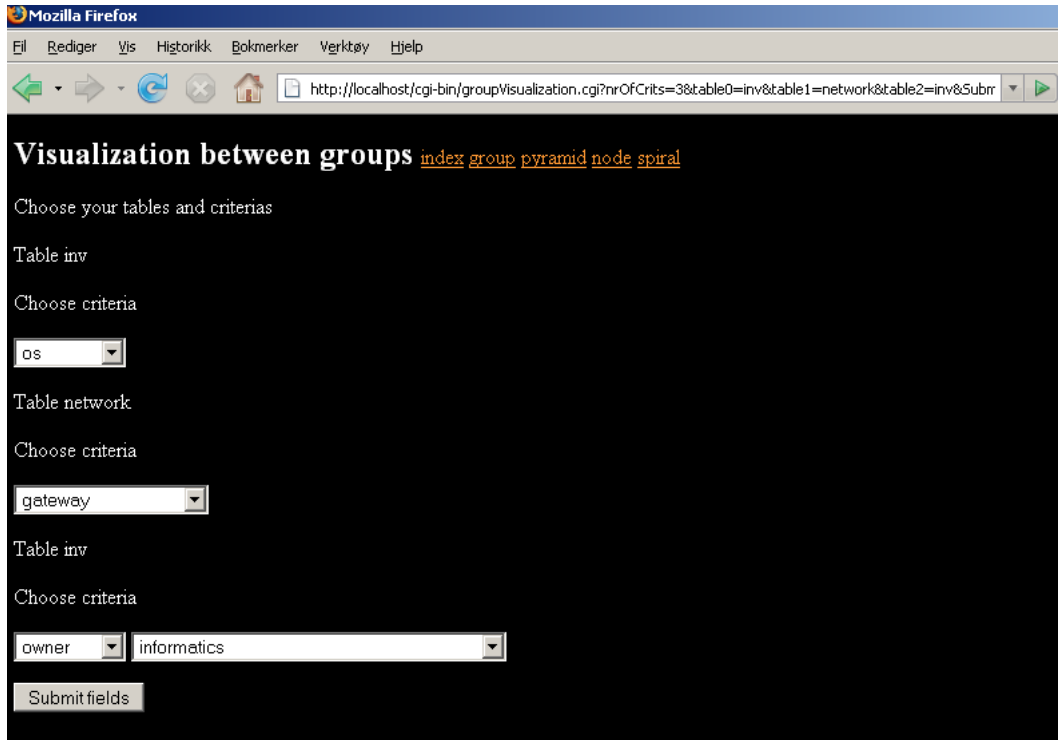 Mozilla Firefox
Fil Rediger Vis Historikk Bokmerker Verktøy Hjelp
http://localhost/cgi-bin/groupVisualization.cgi?nrOfCrits=3&table0=inv&table1=network&table2=inv&Subm
Visualization between groups index group pyramid node spiral
Choose your tables and criterias
Table inv
Choose criteria
os
Table network
Choose criteria
gateway
Table inv
Choose criteria
owner informatics
Submit fields